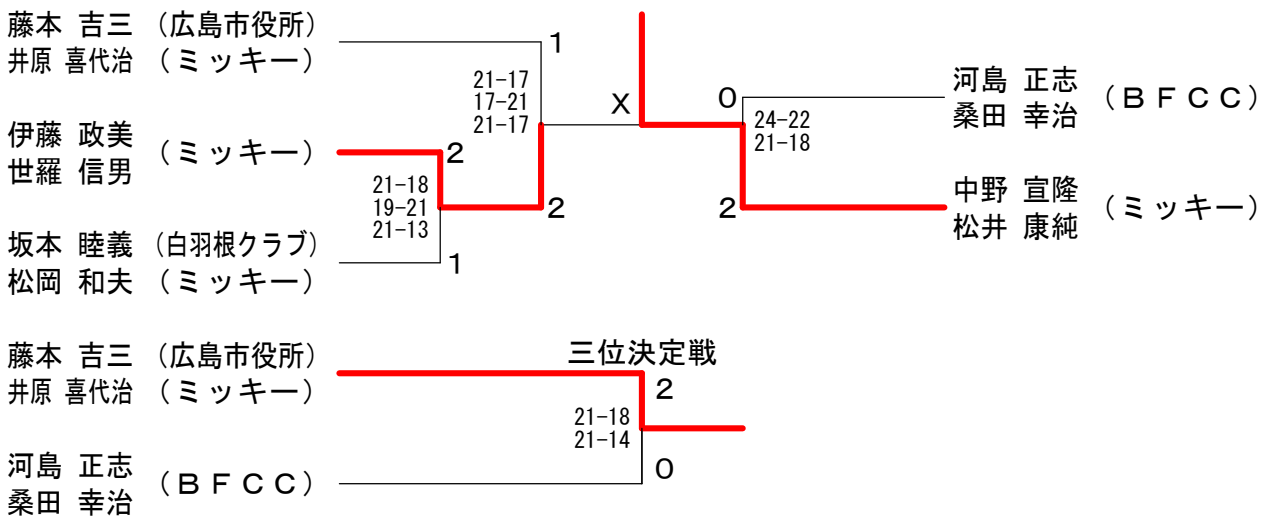 藤本 吉三 (広島市役所)
井原 喜代治 (ミッキー)
1
21-17
17-21
21-17
伊藤 政美
世羅 信男
(ミッキー)
2
21-18
19-21
21-13
2
坂本 睦義 (白羽根クラブ)
松岡 和夫 (ミッキー)
1
X
0
24-22
21-18
2
河島 正志
桑田 幸治
(ＢＦＣＣ)
中野 宣隆
松井 康純
(ミッキー)
藤本 吉三 (広島市役所)
井原 喜代治 (ミッキー)
三位決定戦
2
21-18
21-14
0
河島 正志
桑田 幸治
(ＢＦＣＣ)